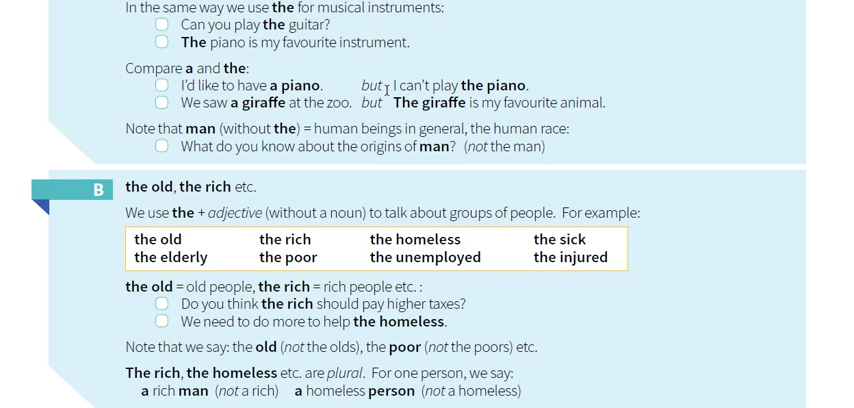 In the same way we use the for musical instruments:
Can you play the guitar?
The piano is my favourite instrument.
Compare a and the:
I'd like to have a piano. but I can't play the piano.
We saw a giraffe at the zoo. but The giraffe is my favourite animal.
Note that man (without the) = human beings in general, the human race:
What do you know about the origins of man? (not the man)
B the old, the rich etc.
We use the + adjective (without a noun) to talk about groups of people. For example:
the old the rich the homeless the sick
the elderly the poor the unemployed the injured
the old = old people, the rich = rich people etc. :
Do you think the rich should pay higher taxes?
We need to do more to help the homeless.
Note that we say: the old (not the olds), the poor (not the poors) etc.
The rich, the homeless etc. are plural. For one person, we say:
a rich man (not a rich) a homeless person (not a homeless)